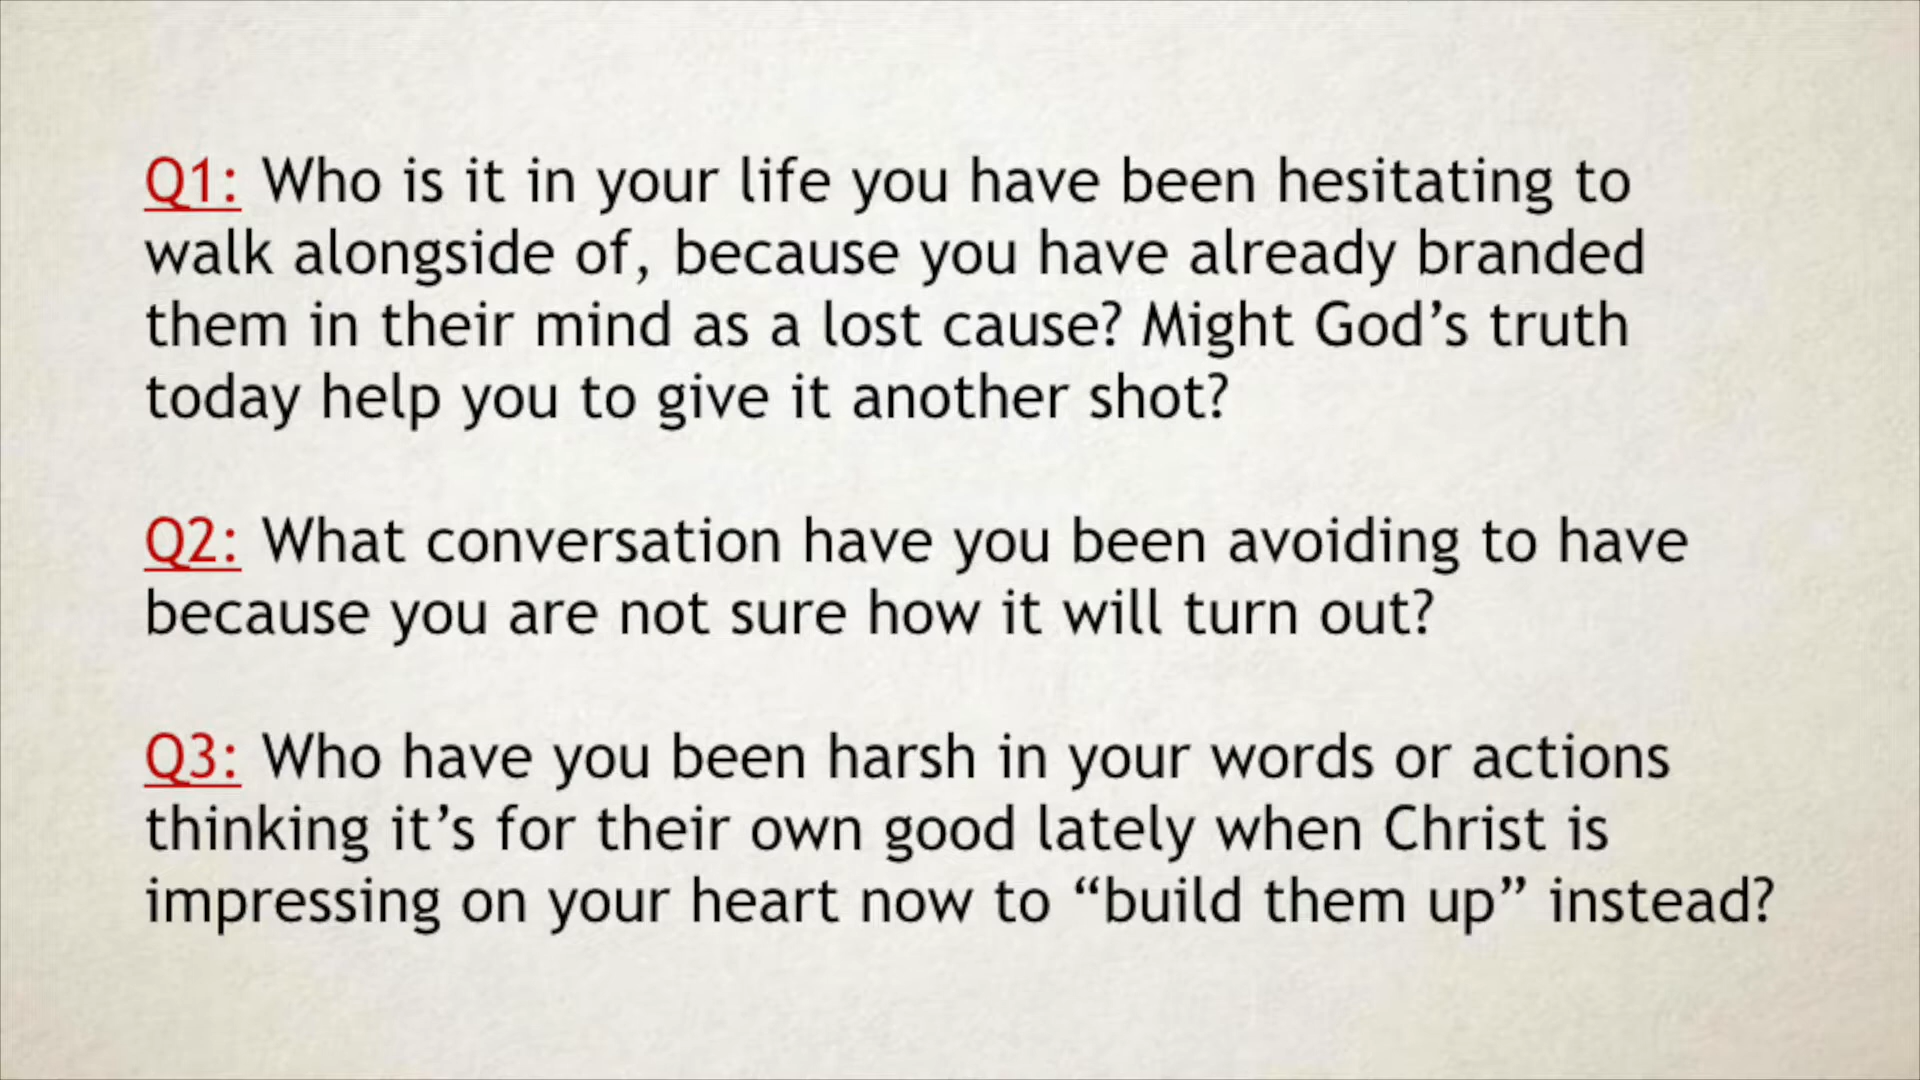 Q1: Who is it in your life you have been hesitating to
walk alongside of, because you have already branded
them in their mind as a lost cause? Might God’s truth
today help you to give it another shot?
Q2: What conversation have you been avoiding to have
because you are not sure how it will turn out?
Q3: Who have you been harsh in your words or actions
thinking it’s for their own good lately when Christ is
impressing on your heart now to “build them up” instead?